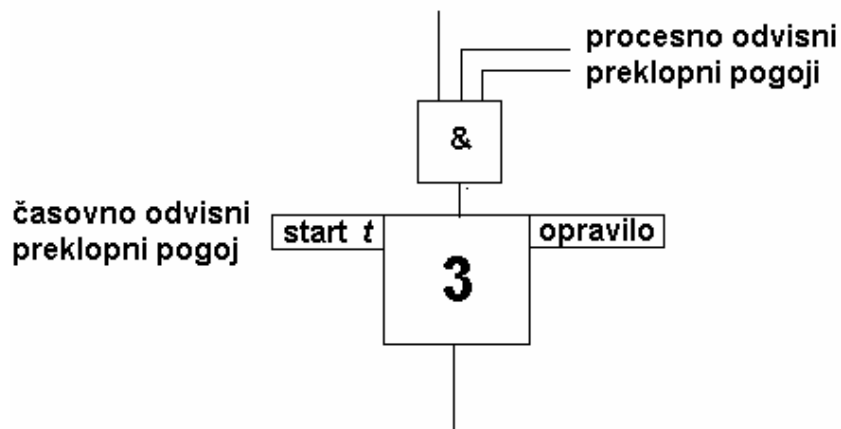 procesno odvisni
preklopni pogoji
&
časovno odvisni
preklopni pogoj
start t
opravilo
3